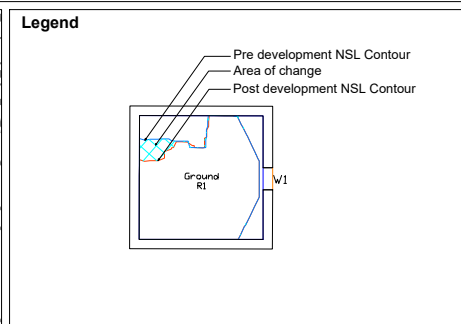 Legend
Pre development NSL Contour
Area of change
Post development NSL Contour
Ground
R1
W1